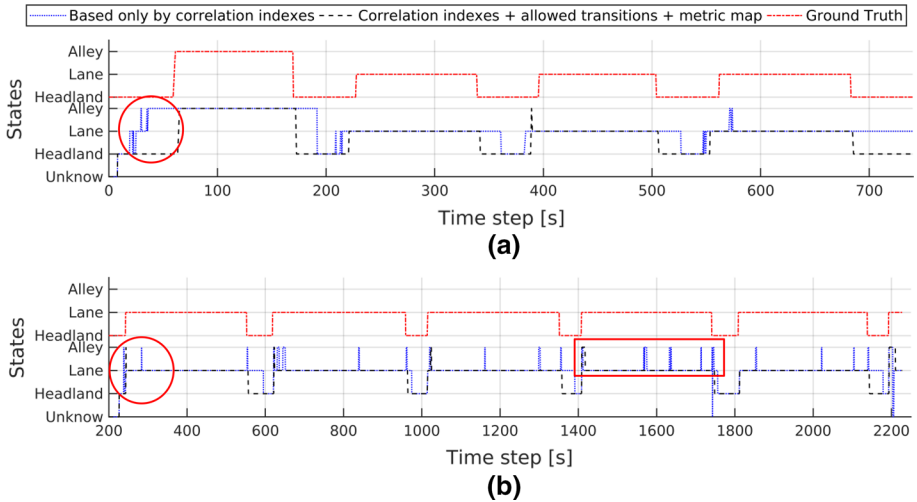 Based only by correlation indexes Correlation indexes + allowed transitions + metric map Ground Truth
Alley
Lane
Headland
Alley
Lane
Headland
Unknow
States
0 100 200 300 400 500 600 700
Time step [s]
(a)
Alley
Lane
Headland
Alley
Lane
Headland
Unknow
States
200 400 600 800 1000 1200 1400 1600 1800 2000 2200
Time step [s]
(b)